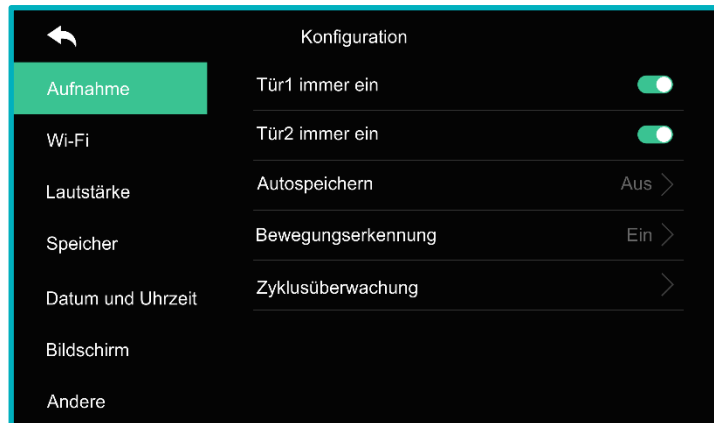 Konfiguration
Aufnahme
Wi-Fi
Lautstärke
Speicher
Datum und Uhrzeit
Bildschirm
Andere
Tür1 immer ein
Tür2 immer ein
Autospeichern Aus
Bewegungserkennung Ein
Zyklusüberwachung